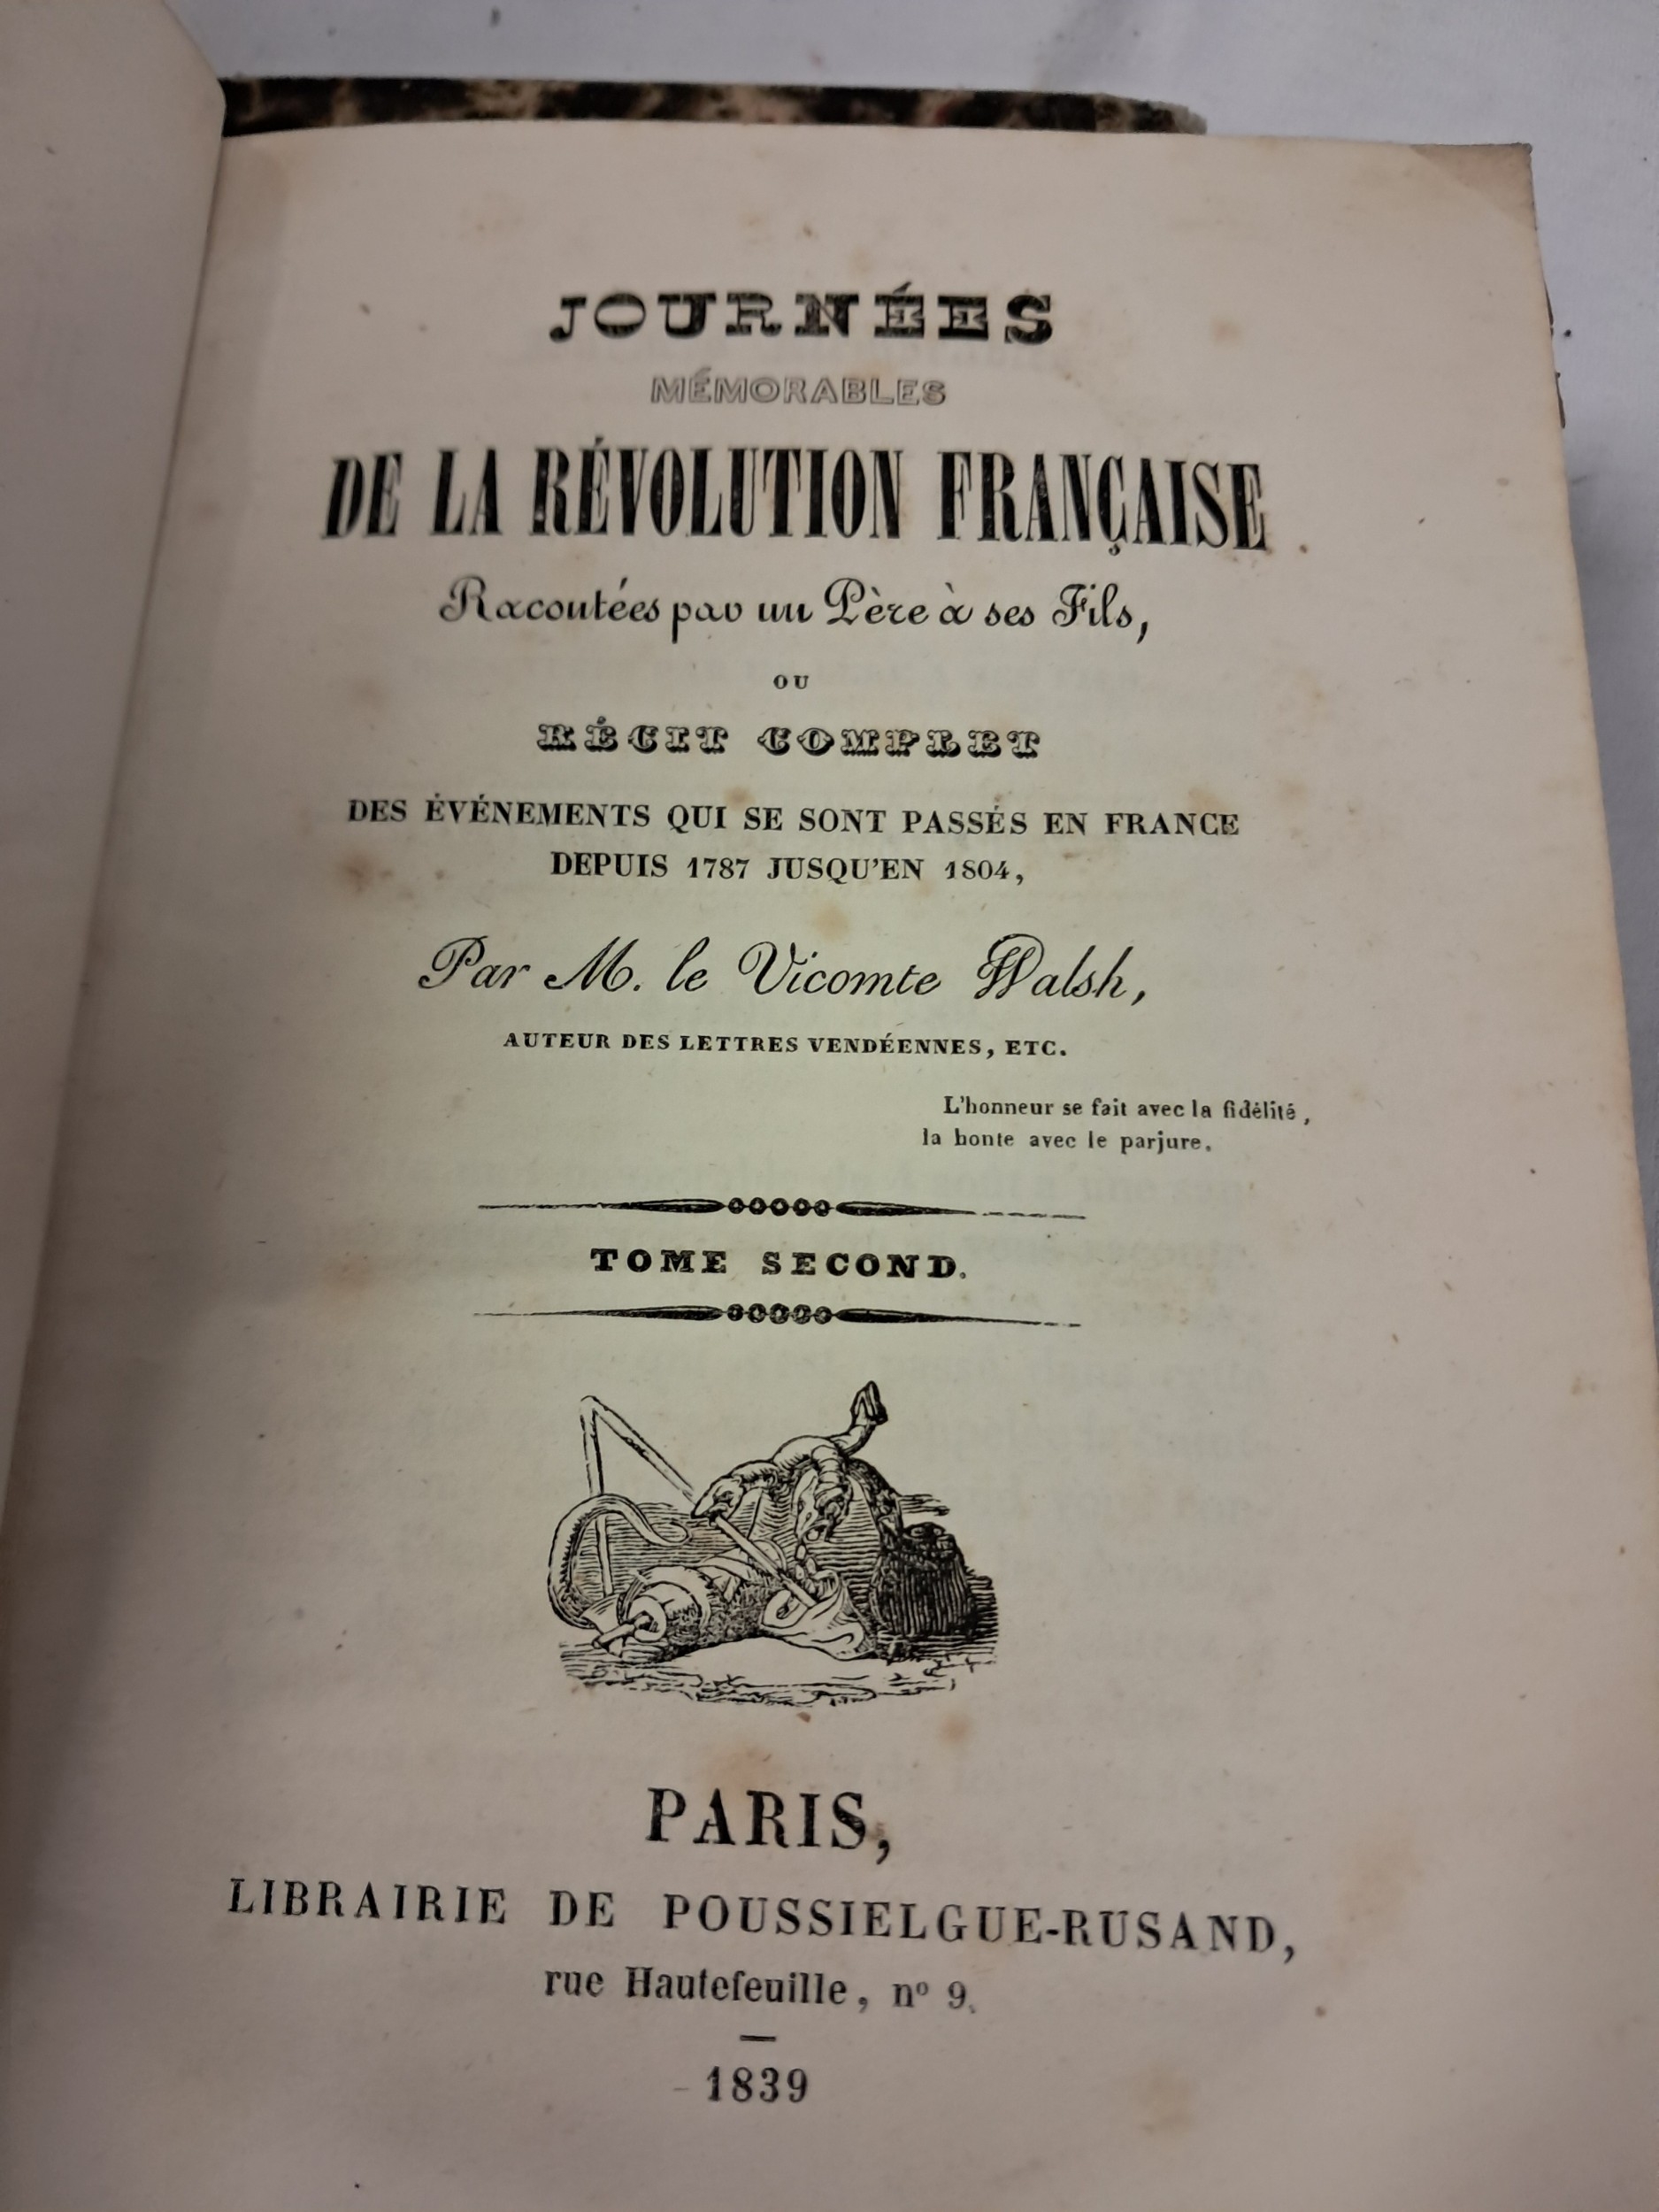 JOURNÉES
MÉMORABLES
DE LA RÉVOLUTION FRANÇAISE
Racontées par un Père à ses Fils,
OU
RÉCIT COMPLET
DES ÉVÉNEMENTS QUI SE SONT PASSÉS EN FRANCE
DEPUIS 1787 JUSQU'EN 1804,
Par M. le Vicomte Walsh,
AUTEUR DES LETTRES VENDÉENNES, ETC.
L'honneur se fait avec la fidélité,
la honte avec le parjure.
TOME SECOND.
PARIS,
LIBRAIRIE DE POUSSIELGUE-RUSAND,
rue Hautefeuille, nº 9.
1839